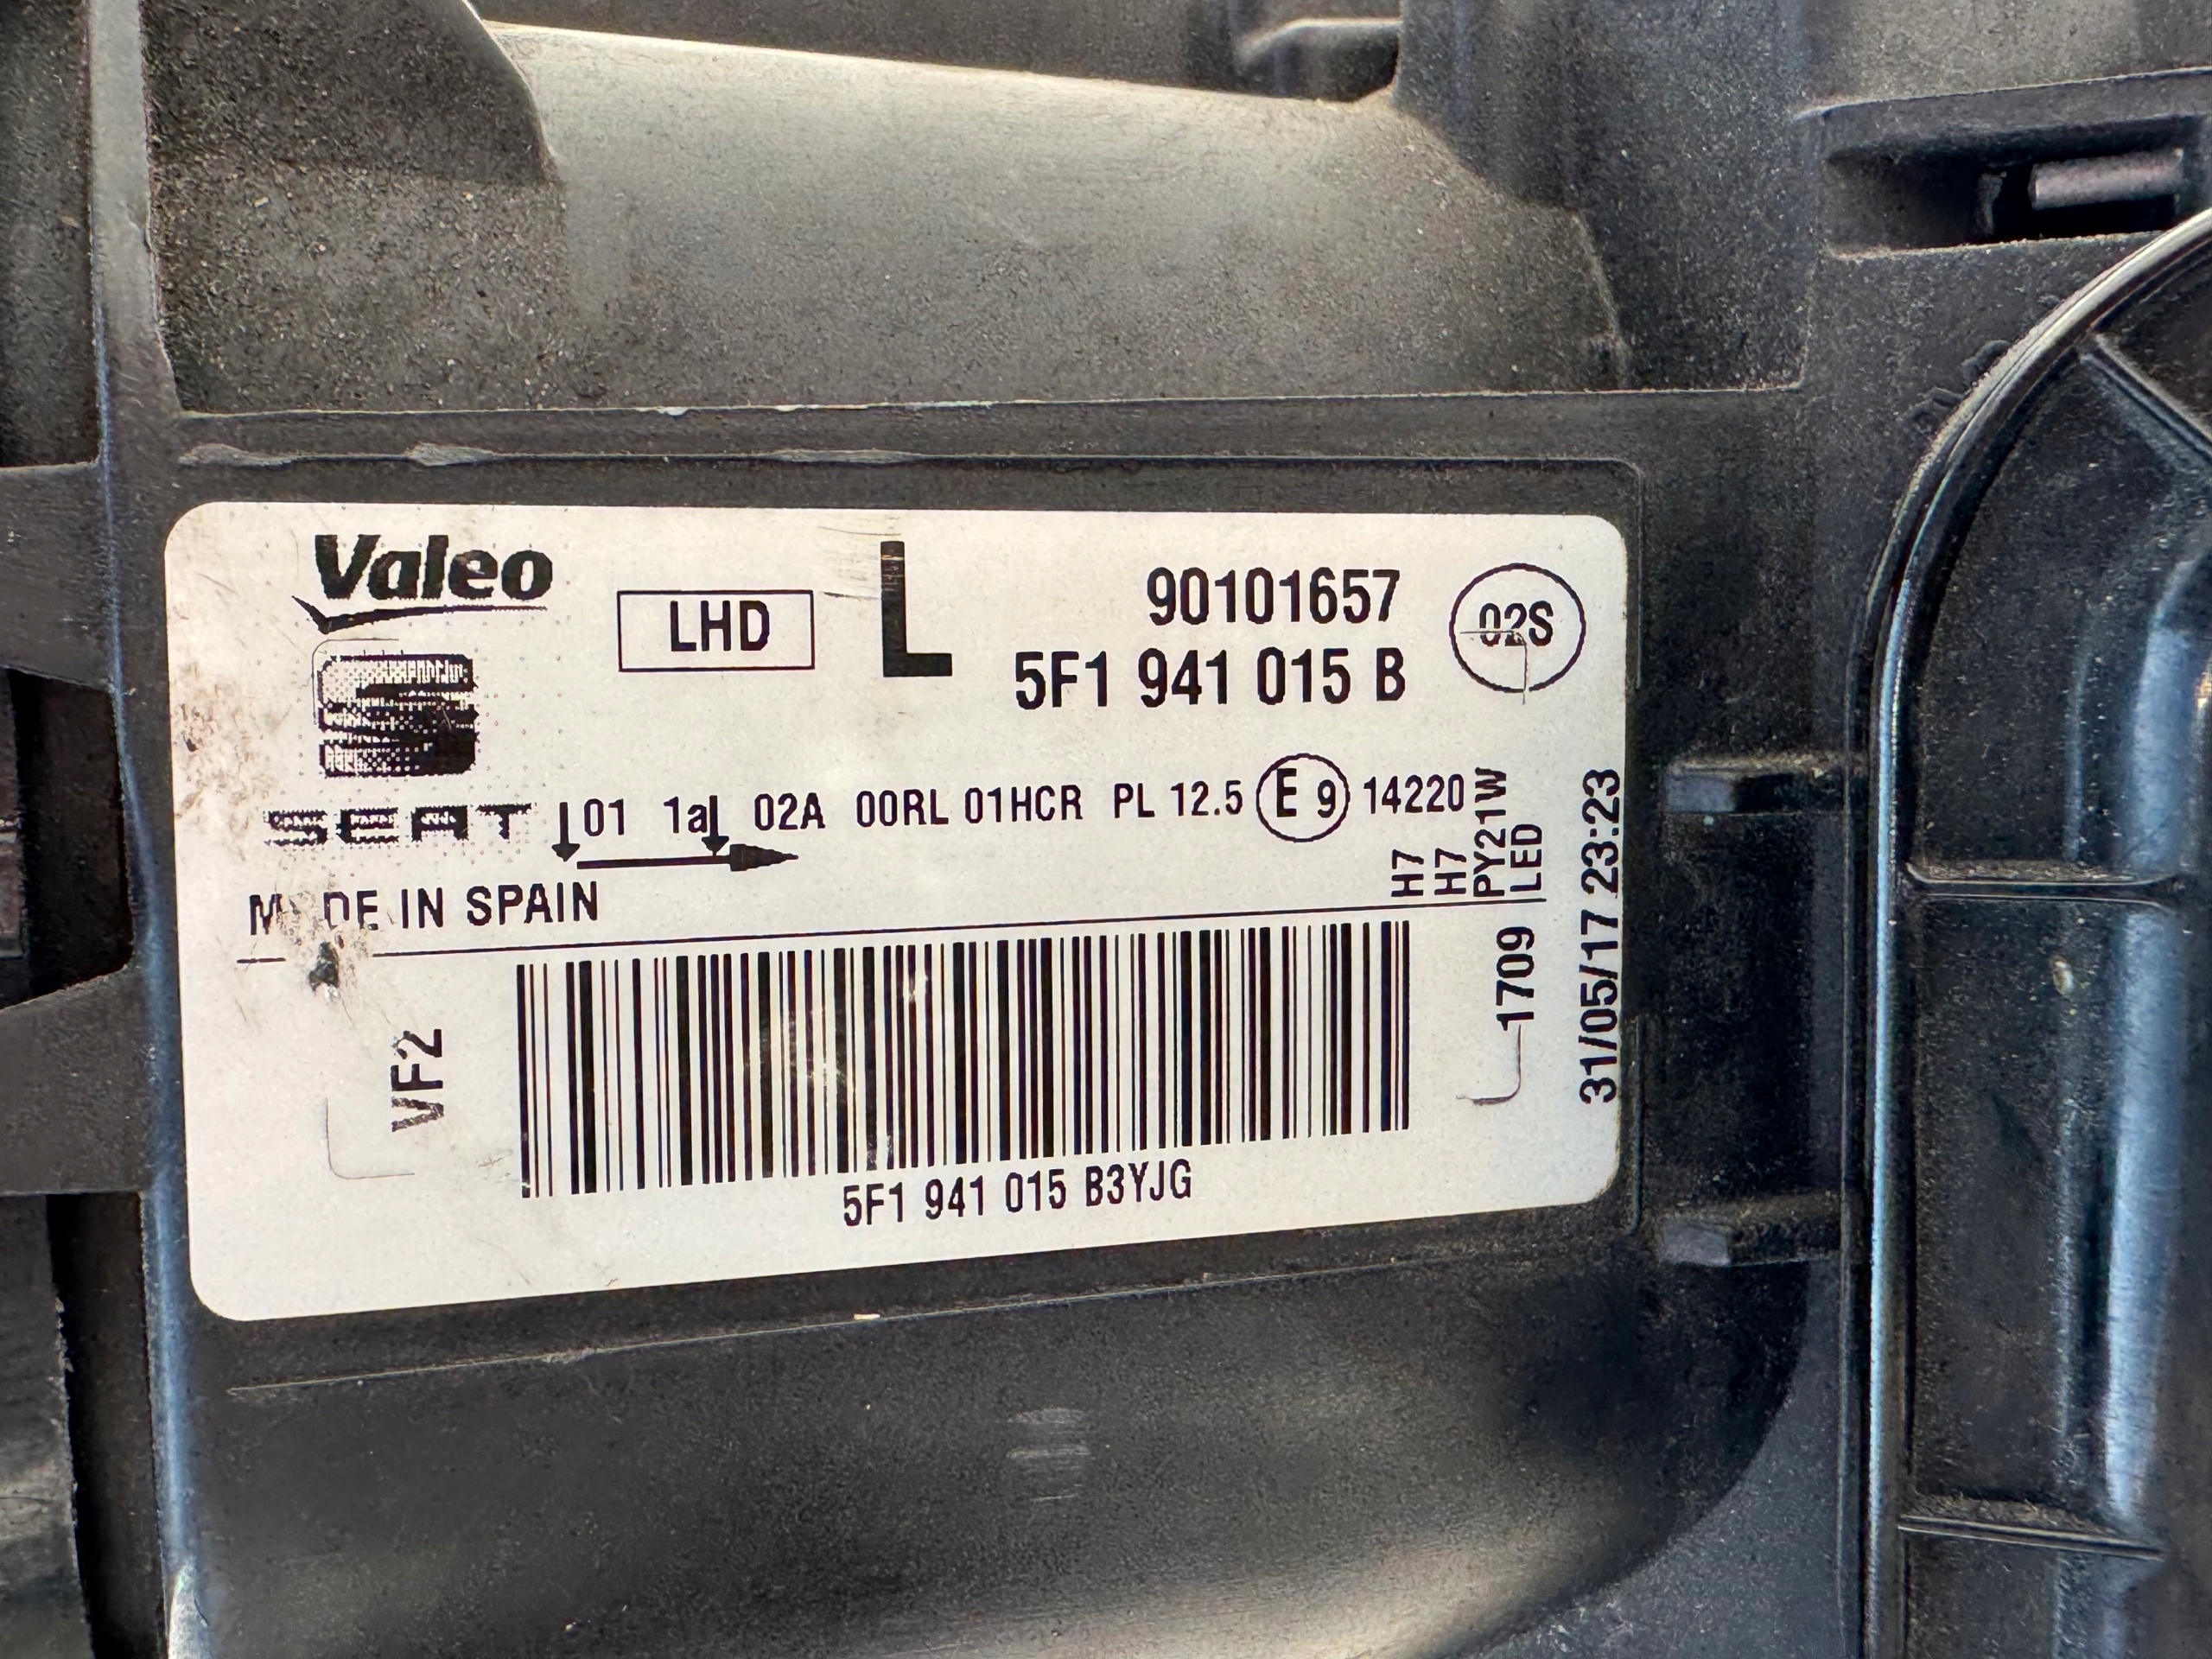 Valeo
LHD
L
90101657
5F1 941 015 B
02S
SEAT
01 1a 02A 00RL 01HCR PL 12.5 E 9 14220
MADE IN SPAIN
H7
H7
PY21W
LED
1709
31/05/17 23:23
VF2
5F1 941 015 B3YJG